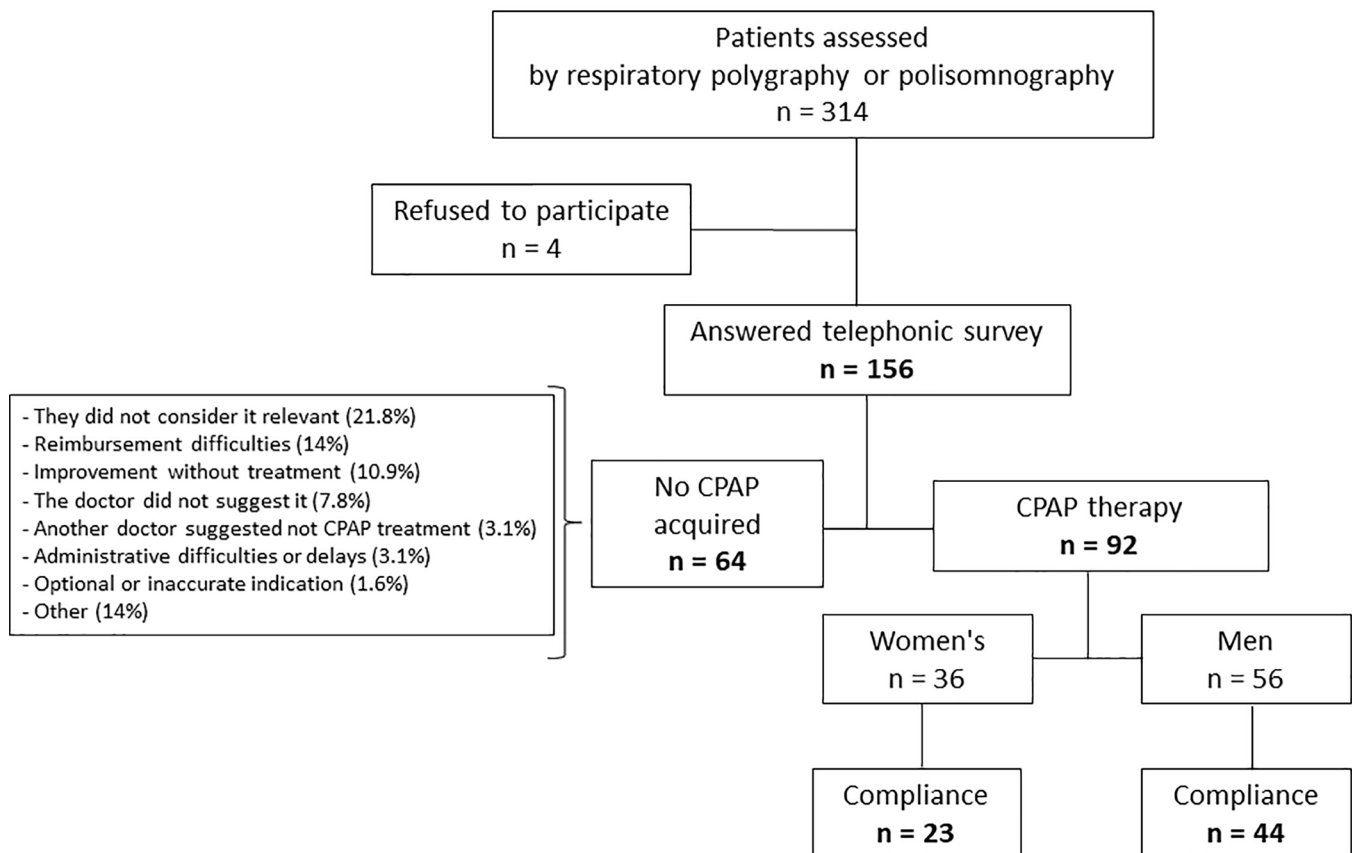 Patients assessed
by respiratory polygraphy or polisomnography
n = 314
Refused to participate
n = 4
Answered telephonic survey
n = 156
- They did not consider it relevant (21.8%)
- Reimbursement difficulties (14%)
- Improvement without treatment (10.9%)
- The doctor did not suggest it (7.8%)
- Another doctor suggested not CPAP treatment (3.1%)
- Administrative difficulties or delays (3.1%)
- Optional or inaccurate indication (1.6%)
- Other (14%)
No CPAP
acquired
n = 64
CPAP therapy
n = 92
Women's
n = 36
Men
n = 56
Compliance
n = 23
Compliance
n = 44